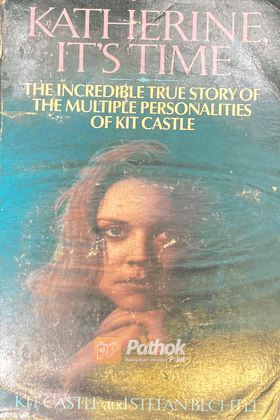 KATHERINE,
IT'S TIME
THE INCREDIBLE TRUE STORY OF
THE MULTIPLE PERSONALITIES
OF KIT CASTLE
Pathok
KIT CASTLE and STEFAN BECHTEL